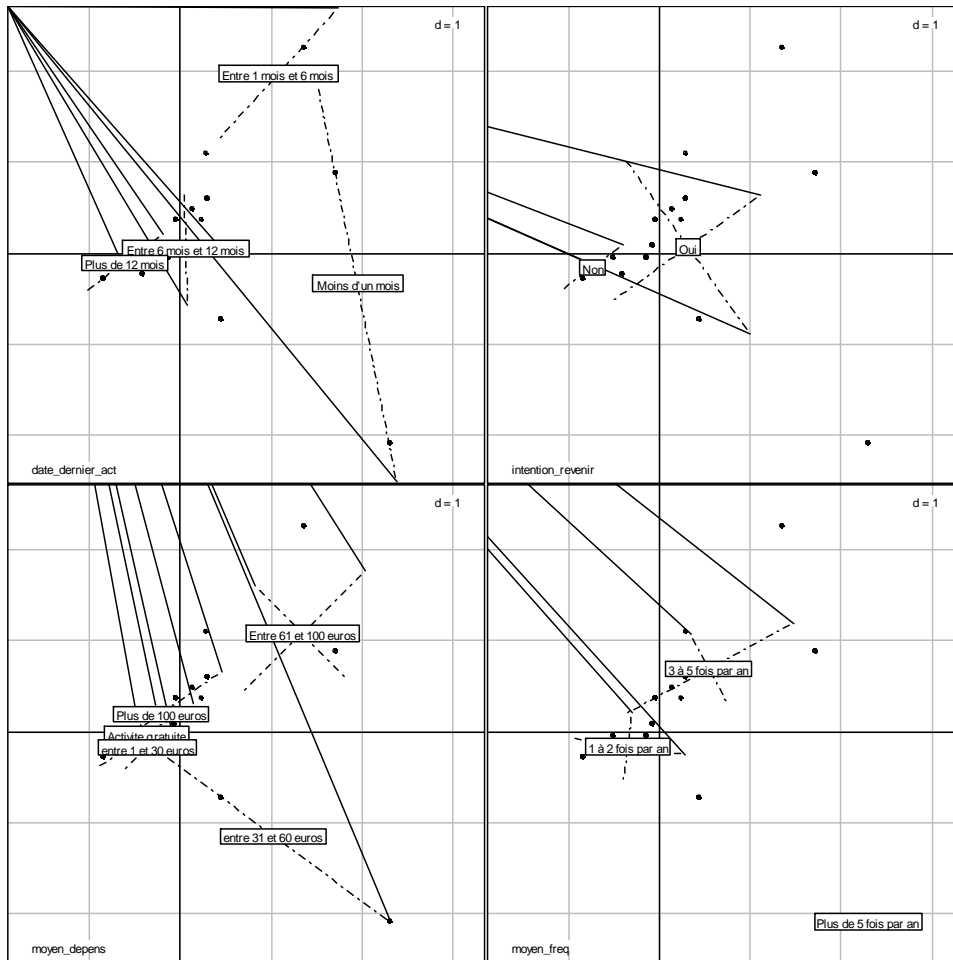 d = 1
Entre 1 mois et 6 mois
Entre 6 mois et 12 mois
Plus de 12 mois
Moins d'un mois
date_dernier_act
d = 1
Oui
Non
intention_revenir
d = 1
Entre 61 et 100 euros
Plus de 100 euros
Activite gratuite
entre 1 et 30 euros
entre 31 et 60 euros
moyen_depens
d = 1
3 à 5 fois par an
1 à 2 fois par an
Plus de 5 fois par an
moyen_freq